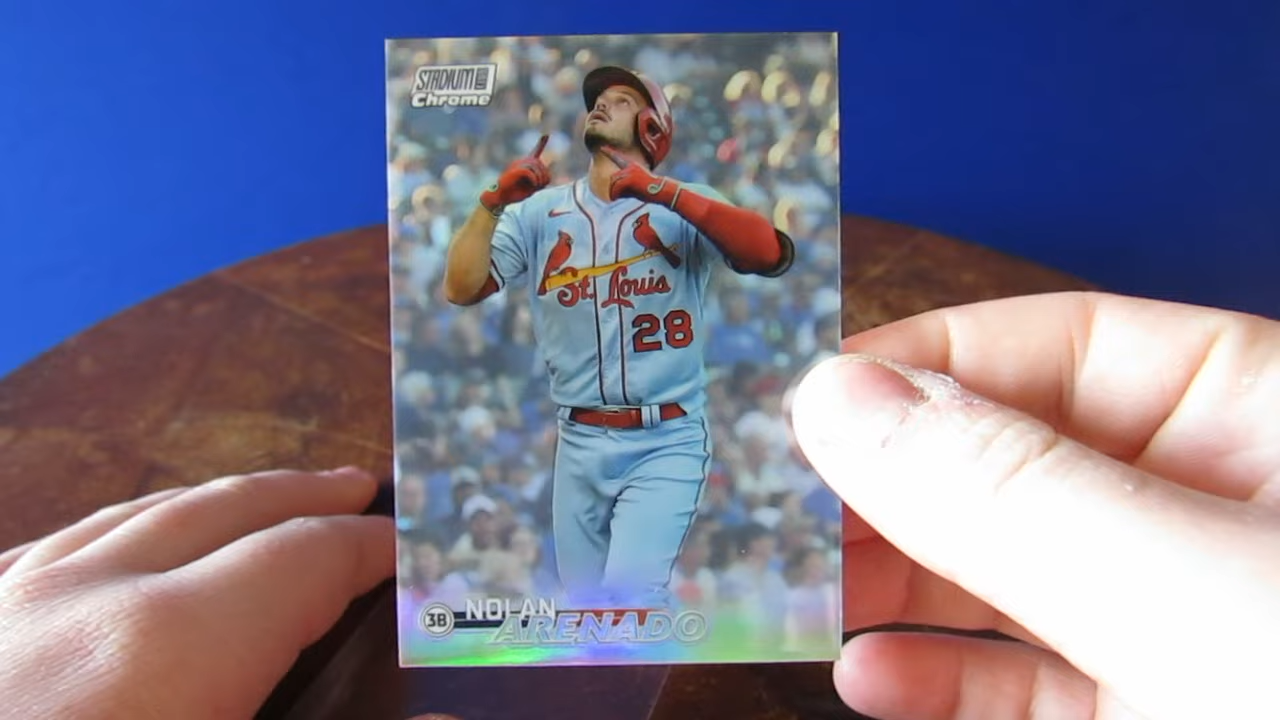 STADIUM CLUB
Chrome
St. Louis
28
3B
NOLAN
ARENADO